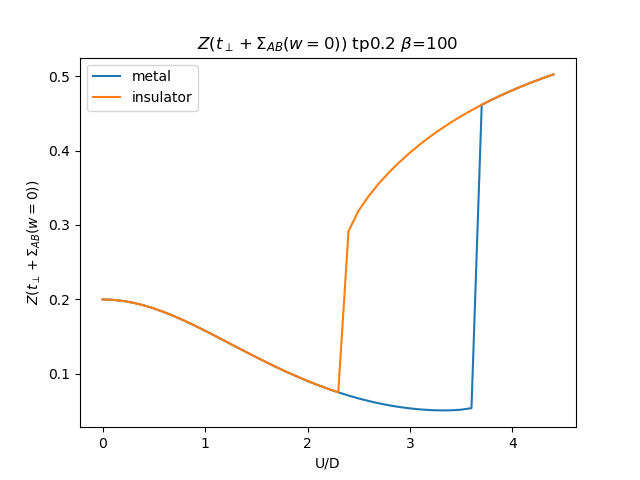 Z(t⊥ + Σ_AB(w = 0)) tp0.2 β=100
metal
insulator
Z(t⊥ + Σ_AB(w = 0))
0.5
0.4
0.3
0.2
0.1
0 1 2 3 4
U/D